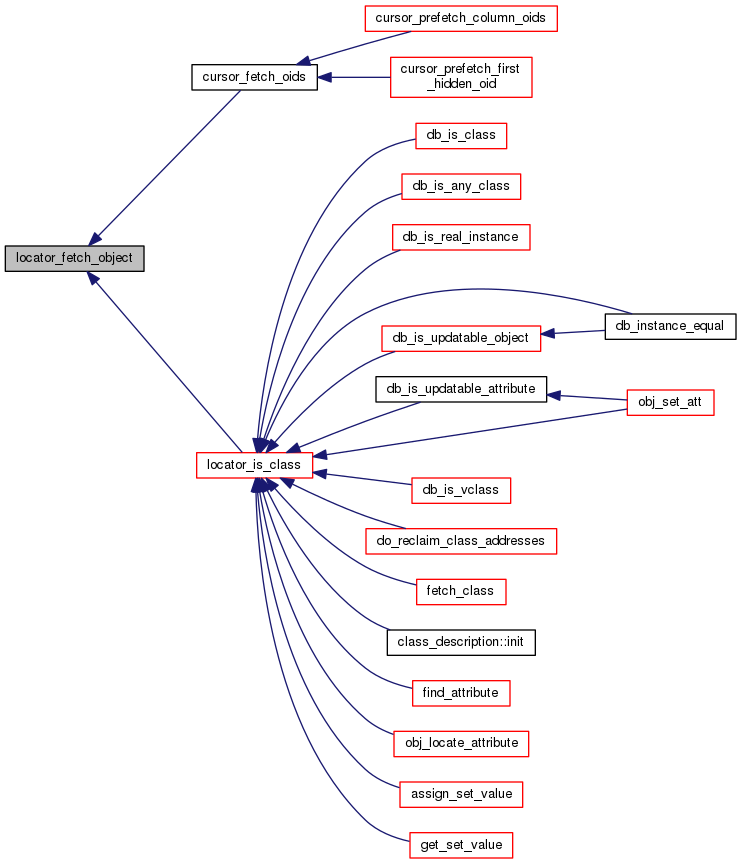 cursor_prefetch_column_oids
cursor_fetch_oids
cursor_prefetch_first
_hidden_oid
db_is_class
db_is_any_class
db_is_real_instance
locator_fetch_object
db_instance_equal
db_is_updatable_object
db_is_updatable_attribute
obj_set_att
locator_is_class
db_is_vclass
do_reclaim_class_addresses
fetch_class
class_description::init
find_attribute
obj_locate_attribute
assign_set_value
get_set_value